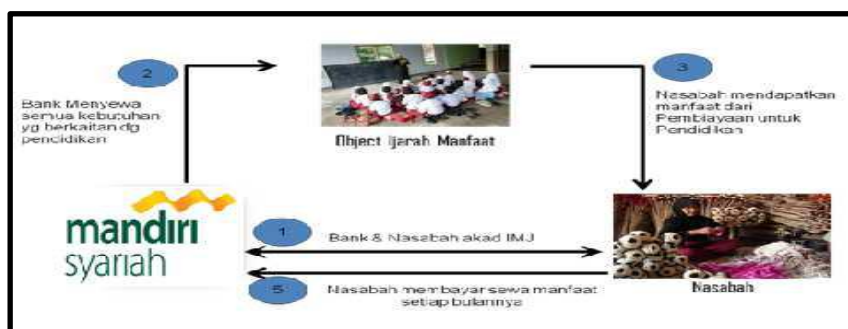 2
Bank Menyewa
semua kebutuhan
yg berkaitan dg
pendidikan
Object Ijarah Manfaat
3
Nasabah mendapatkan
manfaat dari
Pembiayaan untuk
Pendidikan
mandiri
syariah
1
Bank & Nasabah akad IMJ
5
Nasabah membayar sewa manfaat
setiap bulannya
Nasabah